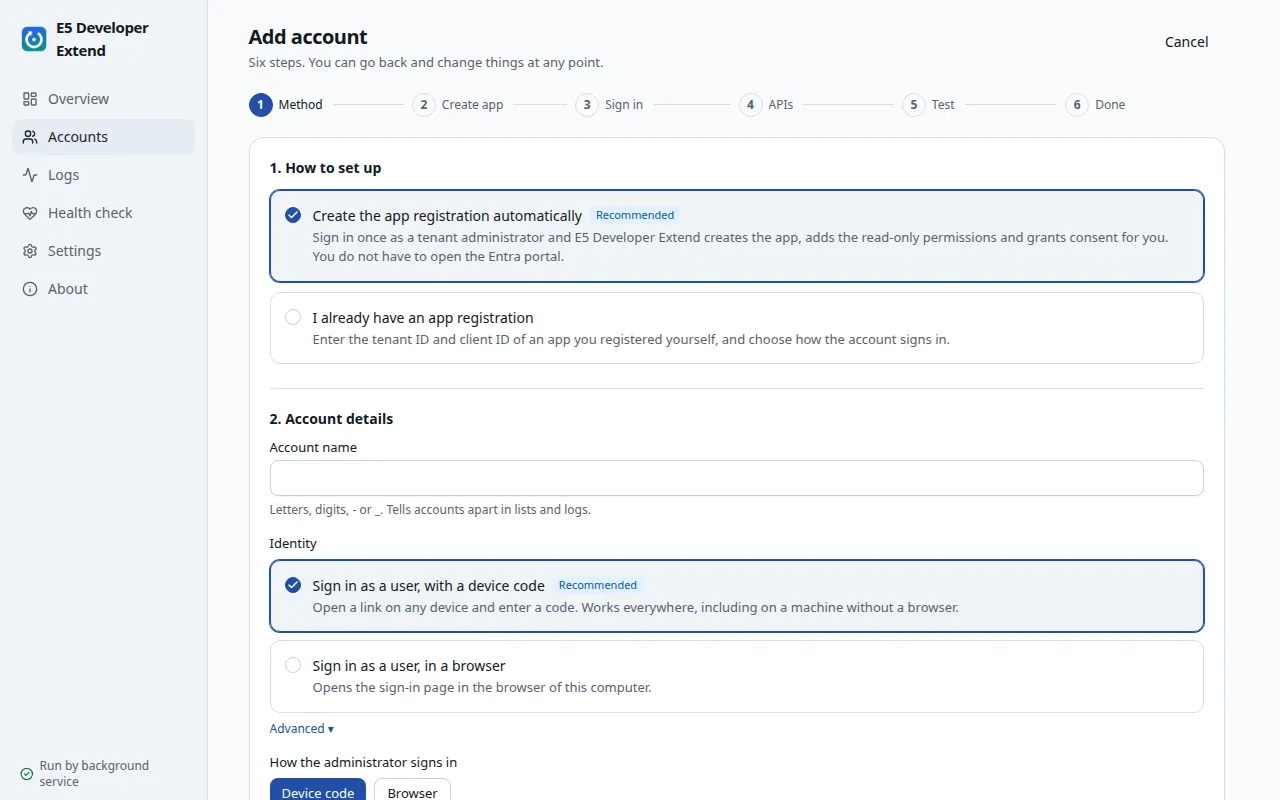 E5 Developer
Extend
Overview
Accounts
Logs
Health check
Settings
About
Run by background
service
Add account
Cancel
Six steps. You can go back and change things at any point.
1 Method
2 Create app
3 Sign in
4 APIs
5 Test
6 Done
1. How to set up
Create the app registration automatically Recommended
Sign in once as a tenant administrator and E5 Developer Extend creates the app, adds the read-only permissions and grants consent for you.
You do not have to open the Entra portal.
I already have an app registration
Enter the tenant ID and client ID of an app you registered yourself, and choose how the account signs in.
2. Account details
Account name
Letters, digits, - or _. Tells accounts apart in lists and logs.
Identity
Sign in as a user, with a device code Recommended
Open a link on any device and enter a code. Works everywhere, including on a machine without a browser.
Sign in as a user, in a browser
Opens the sign-in page in the browser of this computer.
Advanced ▾
How the administrator signs in
Device code
Browser